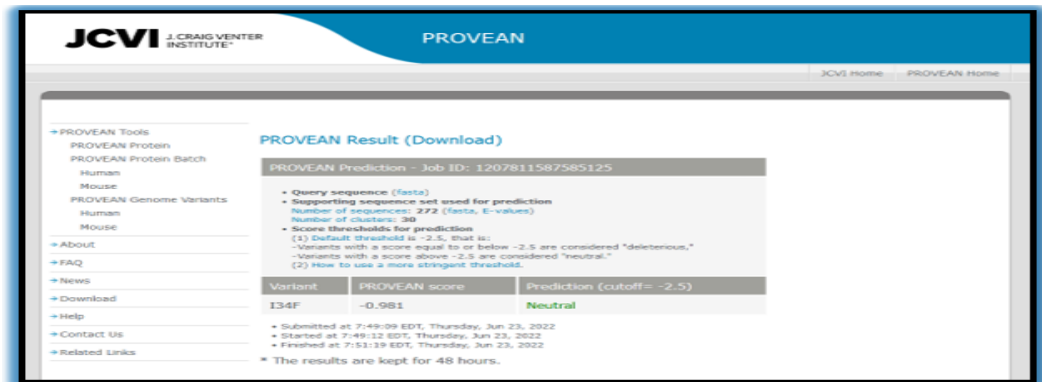 JCVI J. CRAIG VENTER
INSTITUTE
PROVEAN
JCVI Home PROVEAN Home
PROVEAN Tools
PROVEAN Protein
PROVEAN Protein Batch
Human
Mouse
PROVEAN Genome Variants
Human
Mouse
About
FAQ
News
Download
Help
Contact Us
Related Links
PROVEAN Result (Download)
PROVEAN Prediction - Job ID: 1207811587585125
• Query sequence (fasta)
• Supporting sequence set used for prediction
Number of sequences: 272 (fasta, E-values)
Number of clusters: 30
• Score thresholds for prediction
(1) Default threshold is -2.5, that is:
-Variants with a score equal to or below -2.5 are considered "deleterious,"
-Variants with a score above -2.5 are considered "neutral."
(2) How to use a more stringent threshold.
Variant PROVEAN score Prediction (cutoff= -2.5)
I34F -0.981 Neutral
• Submitted at 7:49:09 EDT, Thursday, Jun 23, 2022
• Started at 7:49:12 EDT, Thursday, Jun 23, 2022
• Finished at 7:51:19 EDT, Thursday, Jun 23, 2022
* The results are kept for 48 hours.